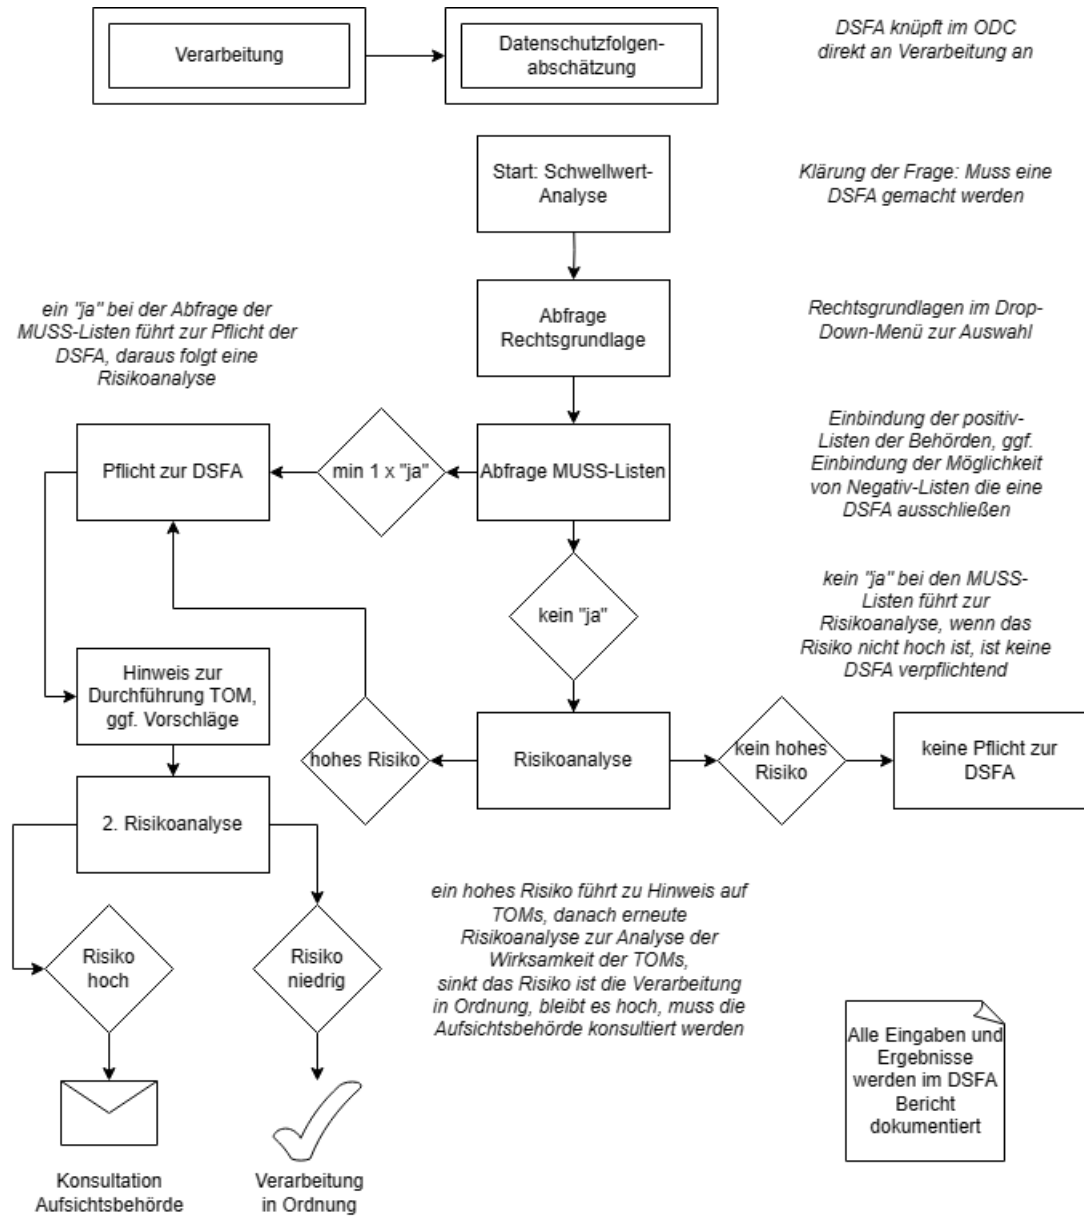 Verarbeitung
Datenschutzfolgen-
abschätzung
DSFA knüpft im ODC
direkt an Verarbeitung an
Start: Schwellwert-
Analyse
Klärung der Frage: Muss eine
DSFA gemacht werden
ein "ja" bei der Abfrage der
MUSS-Listen führt zur Pflicht der
DSFA, daraus folgt eine
Risikoanalyse
Abfrage
Rechtsgrundlage
Rechtsgrundlagen im Drop-
Down-Menü zur Auswahl
Pflicht zur DSFA
min 1 x "ja"
Abfrage MUSS-Listen
Einbindung der positiv-
Listen der Behörden, ggf.
Einbindung der Möglichkeit
von Negativ-Listen die eine
DSFA ausschließen
kein "ja"
kein "ja" bei den MUSS-
Listen führt zur
Risikoanalyse, wenn das
Risiko nicht hoch ist, ist keine
DSFA verpflichtend
Hinweis zur
Durchführung TOM,
ggf. Vorschläge
hohes Risiko
Risikoanalyse
kein hohes
Risiko
keine Pflicht zur
DSFA
2. Risikoanalyse
ein hohes Risiko führt zu Hinweis auf
TOMs, danach erneute
Risikoanalyse zur Analyse der
Wirksamkeit der TOMs,
sinkt das Risiko ist die Verarbeitung
in Ordnung, bleibt es hoch, muss die
Aufsichtsbehörde konsultiert werden
Risiko
hoch
Risiko
niedrig
Alle Eingaben und
Ergebnisse
werden im DSFA
Bericht
dokumentiert
Konsultation
Aufsichtsbehörde
Verarbeitung
in Ordnung